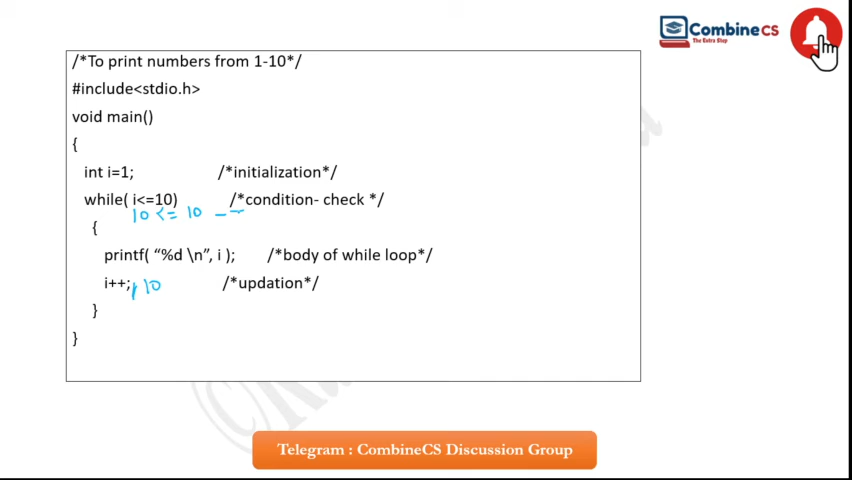 CombineCS
The Extra Step
/*To print numbers from 1-10*/
#include<stdio.h>
void main()
{
int i=1; /*initialization*/
while( i<=10) /*condition- check */
10 <= 10 –
{
printf( “%d \n”, i ); /*body of while loop*/
i++; /*updation*/
10
}
}
Telegram : CombineCS Discussion Group